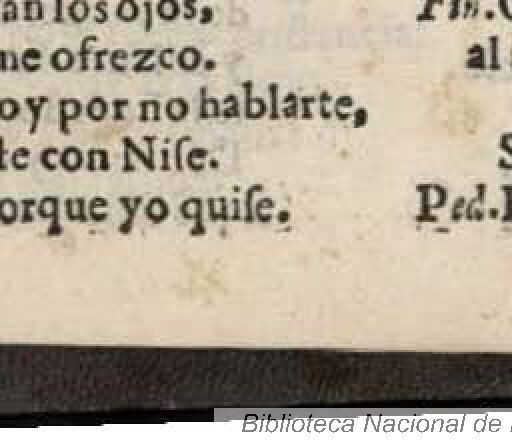 an los ojos,
me ofrezco.
oy por no hablarte,
te con Niſe.
orque yo quiſe.
Fin.
al
S
Ped.
Biblioteca Nacional de